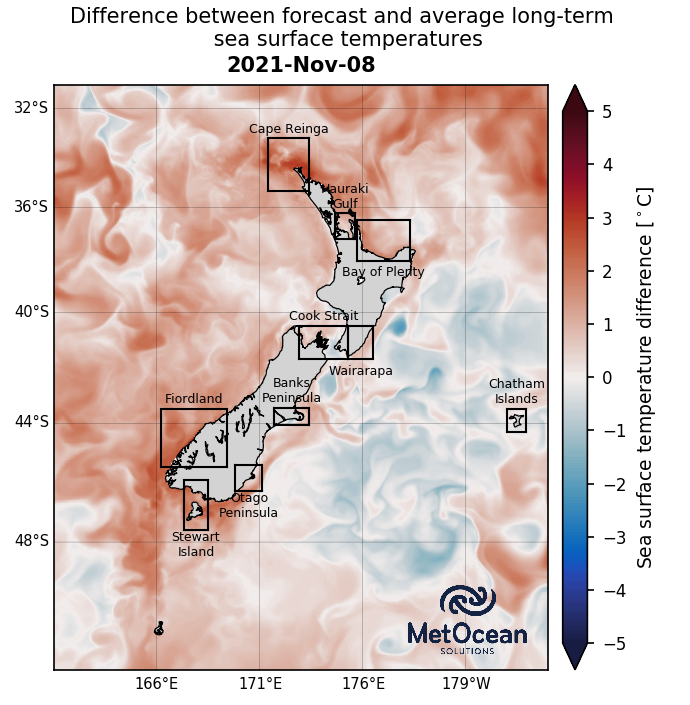 Difference between forecast and average long-term
sea surface temperatures
2021-Nov-08
32°S
36°S
40°S
44°S
48°S
166°E
171°E
176°E
179°W
Cape Reinga
Hauraki
Gulf
Bay of Plenty
Cook Strait
Wairarapa
Banks
Peninsula
Fiordland
Chatham
Islands
Otago
Peninsula
Stewart
Island
MetOcean
SOLUTIONS
5
4
3
2
1
0
−1
−2
−3
−4
−5
Sea surface temperature difference [°C]